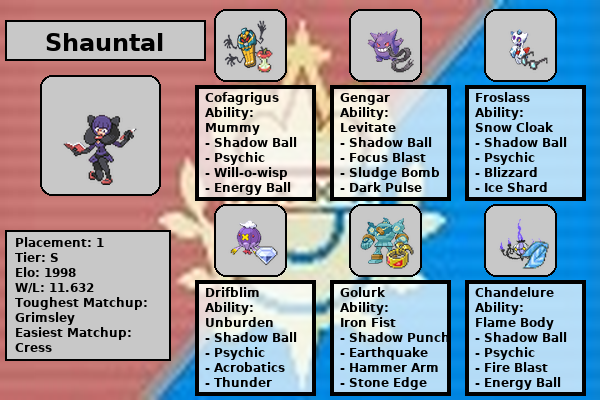 Shauntal
Cofagrigus
Ability:
Mummy
- Shadow Ball
- Psychic
- Will-o-wisp
- Energy Ball
Gengar
Ability:
Levitate
- Shadow Ball
- Focus Blast
- Sludge Bomb
- Dark Pulse
Froslass
Ability:
Snow Cloak
- Shadow Ball
- Psychic
- Blizzard
- Ice Shard
Placement: 1
Tier: S
Elo: 1998
W/L: 11.632
Toughest Matchup:
Grimsley
Easiest Matchup:
Cress
Drifblim
Ability:
Unburden
- Shadow Ball
- Psychic
- Acrobatics
- Thunder
Golurk
Ability:
Iron Fist
- Shadow Punch
- Earthquake
- Hammer Arm
- Stone Edge
Chandelure
Ability:
Flame Body
- Shadow Ball
- Psychic
- Fire Blast
- Energy Ball